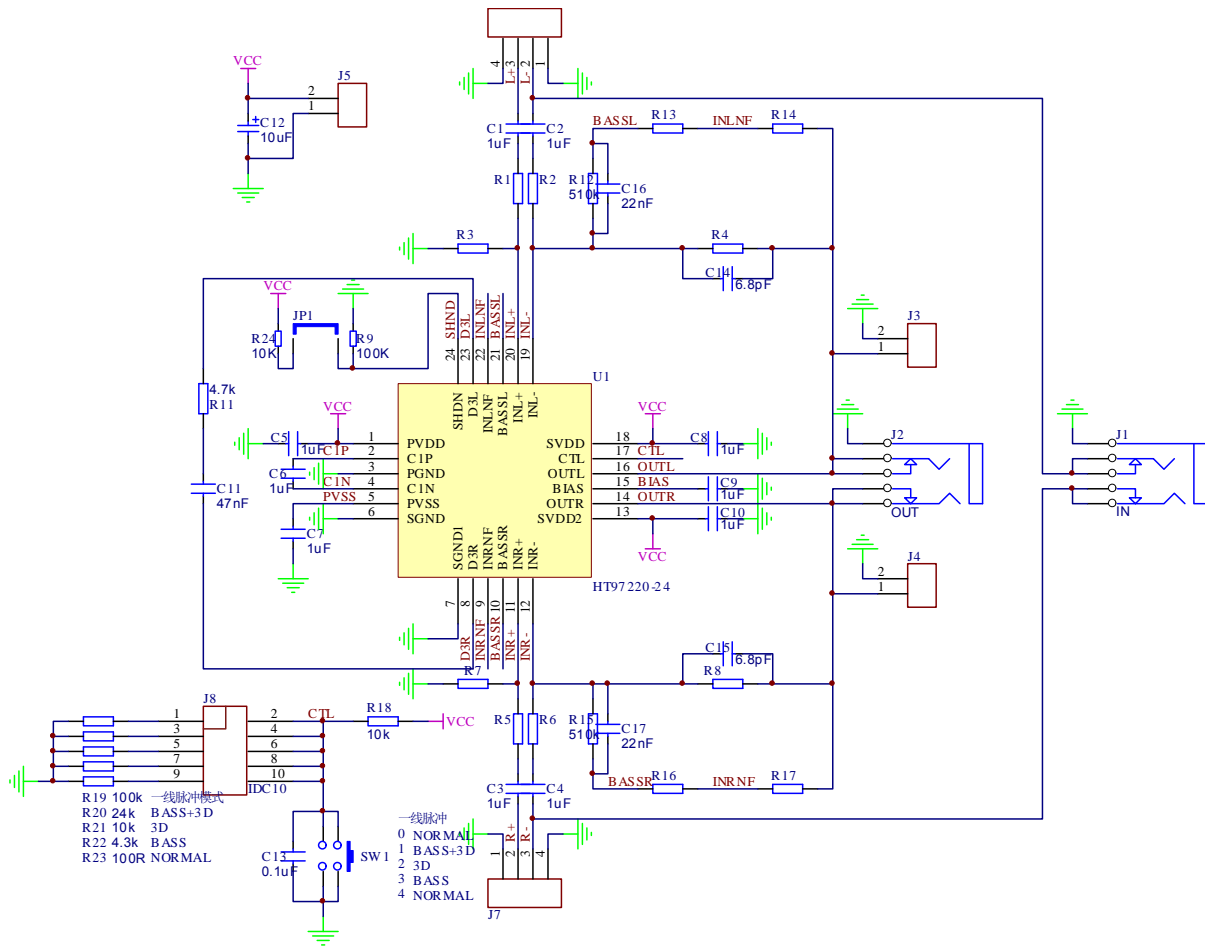 4
3
2
1
L+
L-
VCC
J5
2
1
C12
10uF
+
C1
1uF
C2
1uF
BASSL
R13
INLNF
R14
R1
R2
R12
510k
C16
22nF
R3
R4
C14
6.8pF
VCC
JP1
R24
10K
R9
100K
SHND
D3L
INLNF
BASSL
INL+
INL-
24
23
22
21
20
19
J3
2
1
4.7k
R11
U1
SHDN
D3L
INLNF
BASSL
INL+
INL-
VCC
VCC
C5
1uF
1
PVDD
SVDD
18
C8
1uF
J2
J1
C1P
2
C1P
CTL
17
CTL
C6
1uF
3
PGND
OUTL
16
OUTL
C11
47nF
C1N
4
C1N
BIAS
15
BIAS
C9
1uF
PVSS
5
PVSS
OUTR
14
OUTR
6
SGND
SVDD2
13
C10
1uF
OUT
IN
C7
1uF
VCC
SGND1
D3R
INRNF
BASSR
INR+
INR-
HT97220-24
7
8
9
10
11
12
J4
2
1
D3R
INRNF
BASSR
INR+
INR-
R7
C15
6.8pF
R8
J8
1
2
CTL
R18
10k
VCC
3
4
5
6
7
8
9
10
IDC10
R5
R6
R15
510k
C17
22nF
BASSR
R16
INRNF
R17
C3
1uF
C4
1uF
R19 100k 一线脉冲模式
R20 24k BASS+3D
R21 10k 3D
R22 4.3k BASS
R23 100R NORMAL
C13
0.1uF
SW1
一线脉冲
0 NORMAL
1 BASS+3D
2 3D
3 BASS
4 NORMAL
R+
R-
1
2
3
4
J7